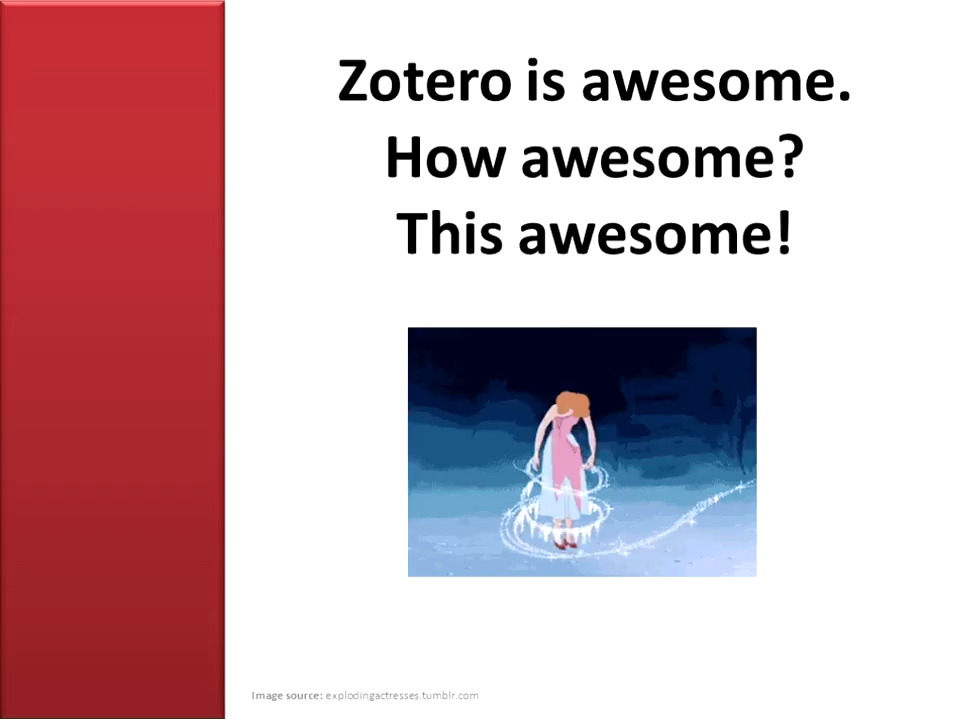 Zotero is awesome.
How awesome?
This awesome!
Image source: explodingactresses.tumblr.com